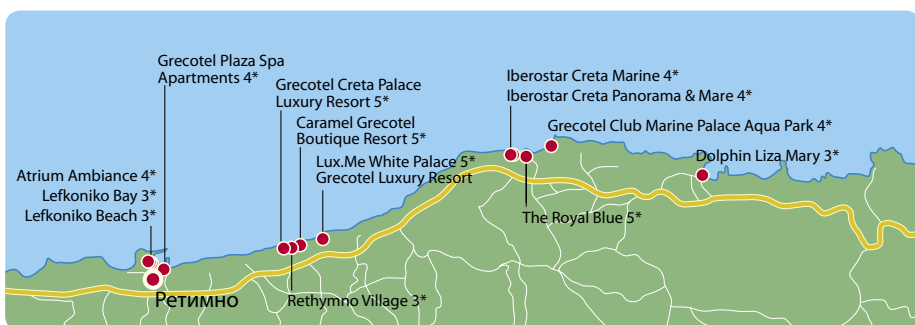 Grecotel Plaza Spa
Apartments 4*
Grecotel Creta Palace
Luxury Resort 5*
Caramel Grecotel
Boutique Resort 5*
Lux.Me White Palace 5*
Grecotel Luxury Resort
Iberostar Creta Marine 4*
Iberostar Creta Panorama & Mare 4*
Grecotel Club Marine Palace Aqua Park 4*
Dolphin Liza Mary 3*
Atrium Ambiance 4*
Lefkoniko Bay 3*
Lefkoniko Beach 3*
The Royal Blue 5*
Ретимно
Rethymno Village 3*